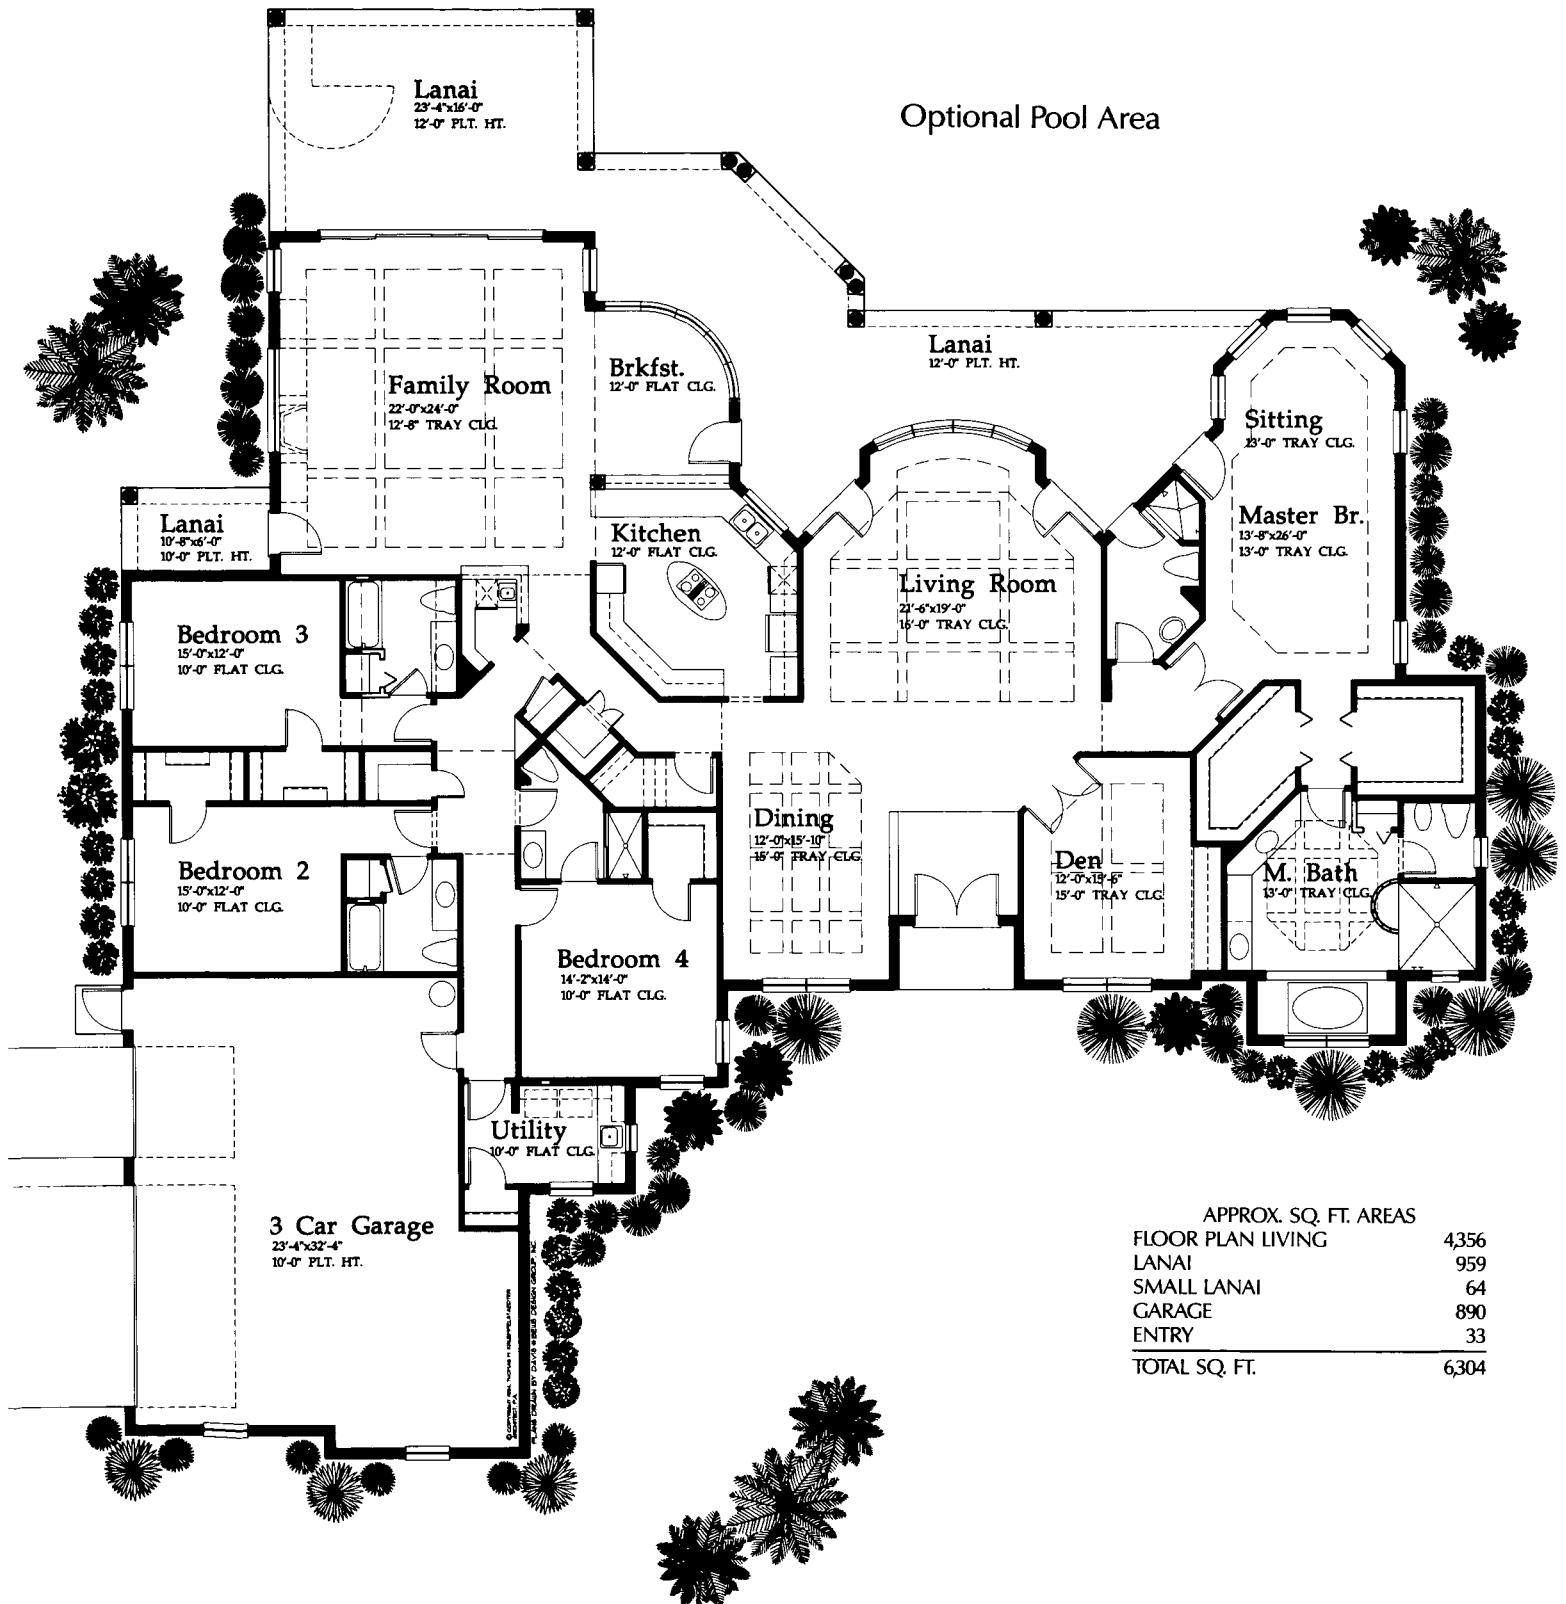 Lanai
23'-4"x16'-0"
12'-0" PLT. HT.
Optional Pool Area
Family Room
22'-0"x24'-0"
12'-8" TRAY CLG.
Brkfst.
12'-0" FLAT CLG.
Lanai
12'-0" PLT. HT.
Sitting
13'-0" TRAY CLG.
Lanai
10'-8"x6'-0"
10'-0" PLT. HT.
Kitchen
12'-0" FLAT CLG.
Living Room
21'-6"x19'-0"
16'-0" TRAY CLG.
Master Br.
13'-8"x26'-0"
13'-0" TRAY CLG.
Bedroom 3
15'-0"x12'-0"
10'-0" FLAT CLG.
Dining
12'-0"x15'-10"
15'-0" TRAY CLG.
Den
12'-0"x15'-6"
15'-0" TRAY CLG.
M. Bath
13'-0" TRAY CLG.
Bedroom 2
15'-0"x12'-0"
10'-0" FLAT CLG.
Bedroom 4
14'-2"x14'-0"
10'-0" FLAT CLG.
Utility
10'-0" FLAT CLG.
3 Car Garage
23'-4"x32'-4"
10'-0" PLT. HT.
ARCHITECT, P.A.
PLANS DRAWN BY DAVIS DESIGN GROUP, INC.
APPROX. SQ. FT. AREAS
FLOOR PLAN LIVING 4,356
LANAI 959
SMALL LANAI 64
GARAGE 890
ENTRY 33
TOTAL SQ. FT. 6,304